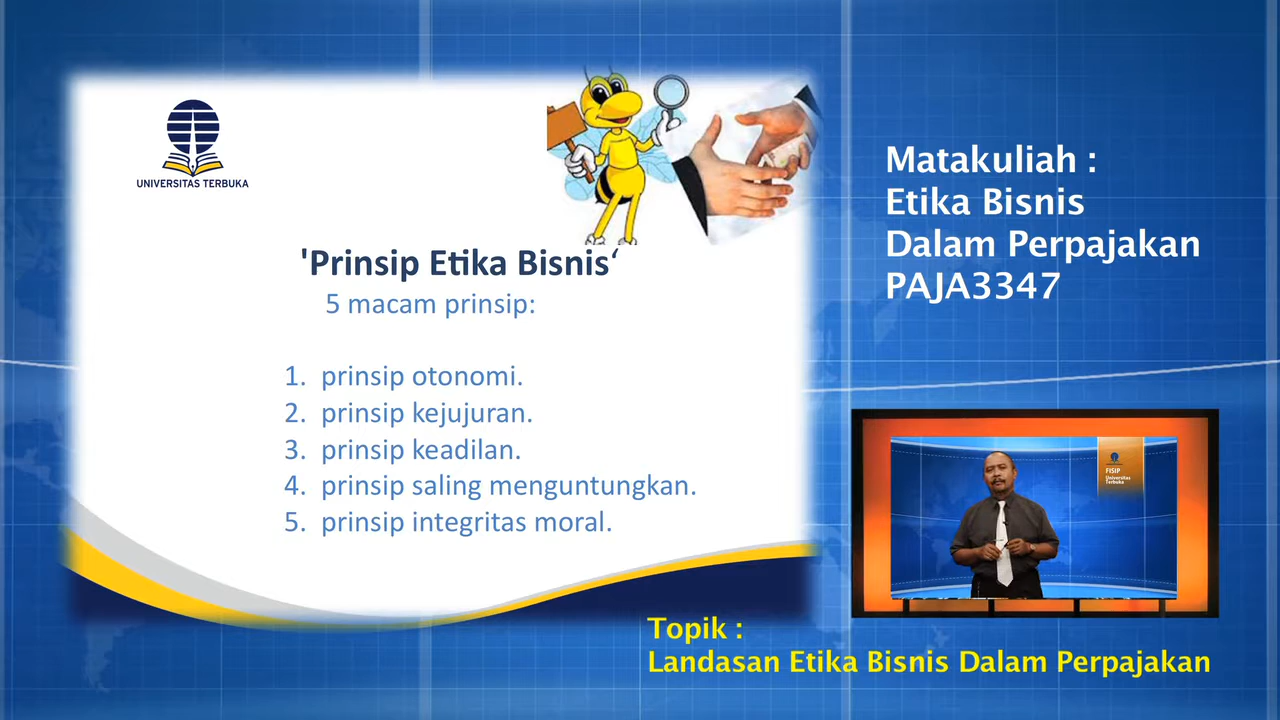 UNIVERSITAS TERBUKA
'Prinsip Etika Bisnis‘
5 macam prinsip:
1. prinsip otonomi.
2. prinsip kejujuran.
3. prinsip keadilan.
4. prinsip saling menguntungkan.
5. prinsip integritas moral.
Matakuliah :
Etika Bisnis
Dalam Perpajakan
PAJA3347
FISIP
Universitas
Terbuka
Topik :
Landasan Etika Bisnis Dalam Perpajakan